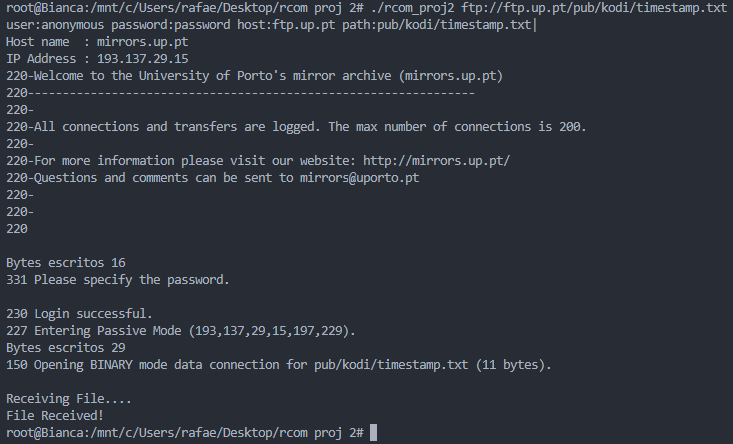 root@Bianca:/mnt/c/Users/rafae/Desktop/rcom proj 2# ./rcom_proj2 ftp://ftp.up.pt/pub/kodi/timestamp.txt
user:anonymous password:password host:ftp.up.pt path:pub/kodi/timestamp.txt|
Host name  : mirrors.up.pt
IP Address : 193.137.29.15
220-Welcome to the University of Porto's mirror archive (mirrors.up.pt)
220----------------------------------------------------------------
220-
220-All connections and transfers are logged. The max number of connections is 200.
220-
220-For more information please visit our website: http://mirrors.up.pt/
220-Questions and comments can be sent to mirrors@uporto.pt
220-
220-
220
Bytes escritos 16
331 Please specify the password.
230 Login successful.
227 Entering Passive Mode (193,137,29,15,197,229).
Bytes escritos 29
150 Opening BINARY mode data connection for pub/kodi/timestamp.txt (11 bytes).
Receiving File....
File Received!
root@Bianca:/mnt/c/Users/rafae/Desktop/rcom proj 2#